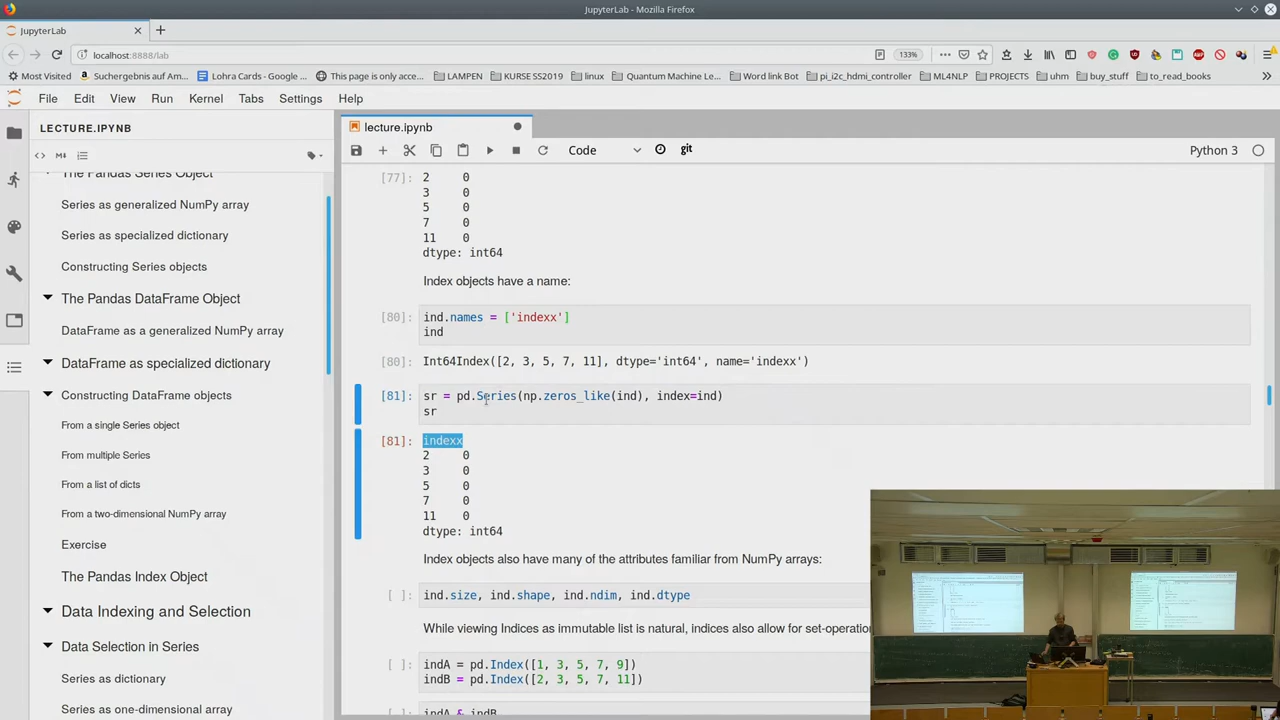 JupyterLab - Mozilla Firefox
JupyterLab
localhost:8888/lab
133%
Most Visited
Suchergebnis auf Am...
Lohra Cards - Google ...
This page is only acce...
LAMPEN
KURSE SS2019
linux
Quantum Machine Le...
Word link Bot
pi_i2c_hdmi_controller
ML4NLP
PROJECTS
uhm
buy_stuff
to_read_books
File Edit View Run Kernel Tabs Settings Help
LECTURE.IPYNB
The Pandas Series Object
Series as generalized NumPy array
Series as specialized dictionary
Constructing Series objects
The Pandas DataFrame Object
DataFrame as a generalized NumPy array
DataFrame as specialized dictionary
Constructing DataFrame objects
From a single Series object
From multiple Series
From a list of dicts
From a two-dimensional NumPy array
Exercise
The Pandas Index Object
Data Indexing and Selection
Data Selection in Series
Series as dictionary
Series as one-dimensional array
lecture.ipynb
Code
git
Python 3
[77]: 2 0
3 0
5 0
7 0
11 0
dtype: int64
Index objects have a name:
[80]: ind.names = ['indexx']
ind
[80]: Int64Index([2, 3, 5, 7, 11], dtype='int64', name='indexx')
[81]: sr = pd.Series(np.zeros_like(ind), index=ind)
sr
[81]: indexx
2 0
3 0
5 0
7 0
11 0
dtype: int64
Index objects also have many of the attributes familiar from NumPy arrays:
[ ]: ind.size, ind.shape, ind.ndim, ind.dtype
While viewing Indices as immutable list is natural, indices also allow for set-operation
[ ]: indA = pd.Index([1, 3, 5, 7, 9])
indB = pd.Index([2, 3, 5, 7, 11])
indA & indB